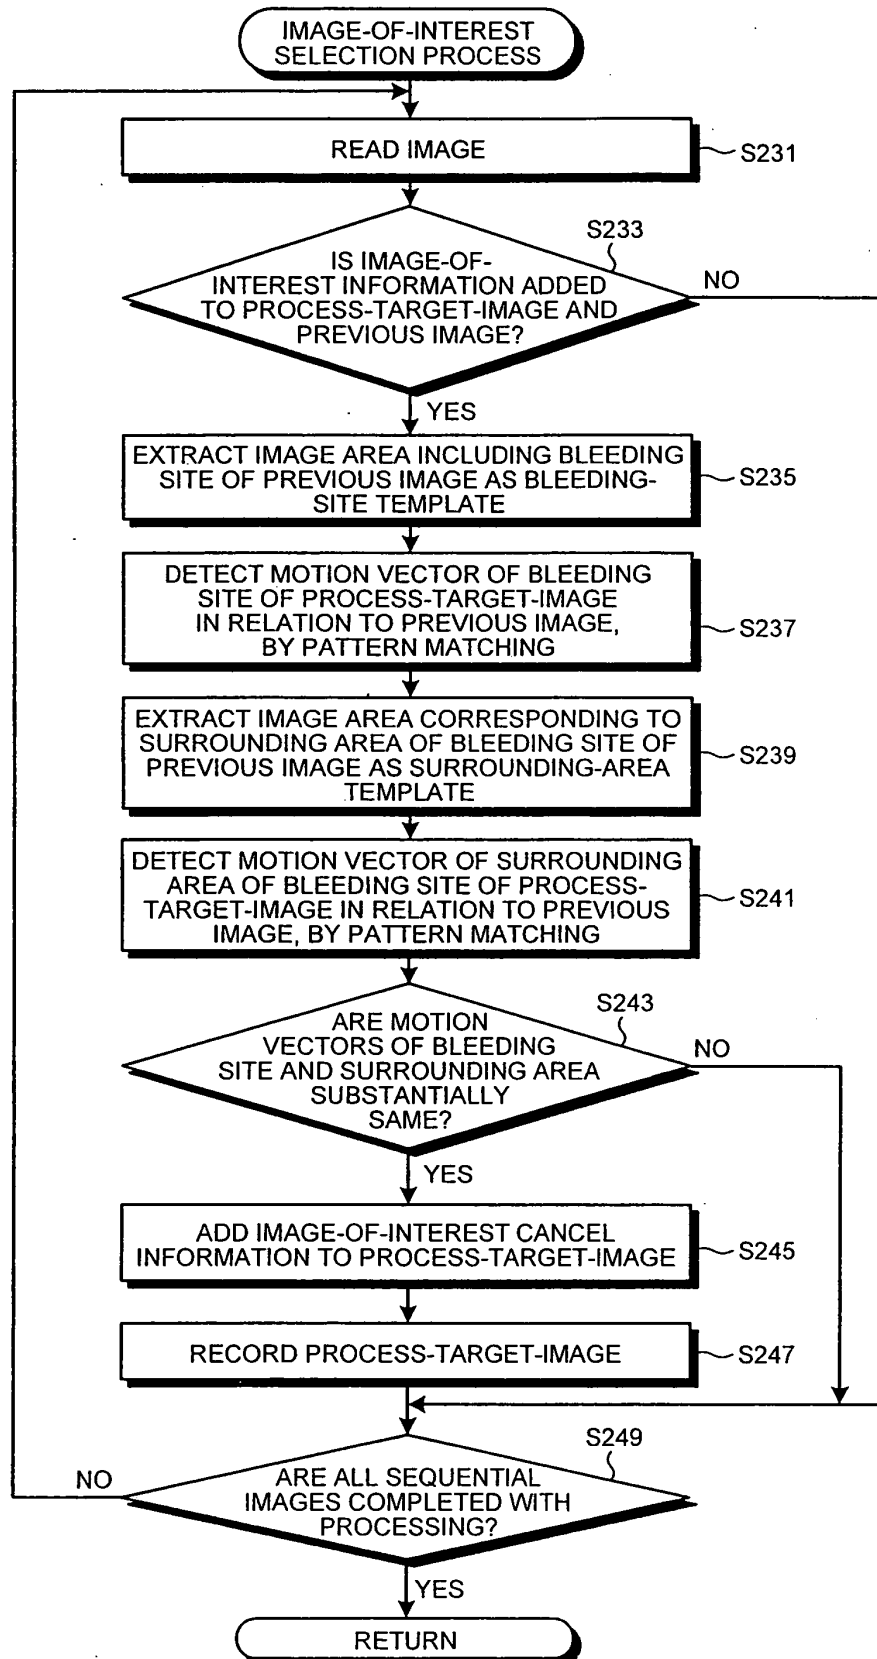 IMAGE-OF-INTEREST
SELECTION PROCESS
READ IMAGE
S231
S233
IS IMAGE-OF-
INTEREST INFORMATION ADDED
TO PROCESS-TARGET-IMAGE AND
PREVIOUS IMAGE?
NO
YES
EXTRACT IMAGE AREA INCLUDING BLEEDING
SITE OF PREVIOUS IMAGE AS BLEEDING-
SITE TEMPLATE
S235
DETECT MOTION VECTOR OF BLEEDING
SITE OF PROCESS-TARGET-IMAGE
IN RELATION TO PREVIOUS IMAGE,
BY PATTERN MATCHING
S237
EXTRACT IMAGE AREA CORRESPONDING TO
SURROUNDING AREA OF BLEEDING SITE OF
PREVIOUS IMAGE AS SURROUNDING-AREA
TEMPLATE
S239
DETECT MOTION VECTOR OF SURROUNDING
AREA OF BLEEDING SITE OF PROCESS-
TARGET-IMAGE IN RELATION TO PREVIOUS
IMAGE, BY PATTERN MATCHING
S241
S243
ARE MOTION
VECTORS OF BLEEDING
SITE AND SURROUNDING AREA
SUBSTANTIALLY
SAME?
NO
YES
ADD IMAGE-OF-INTEREST CANCEL
INFORMATION TO PROCESS-TARGET-IMAGE
S245
RECORD PROCESS-TARGET-IMAGE
S247
S249
NO
ARE ALL SEQUENTIAL
IMAGES COMPLETED WITH
PROCESSING?
YES
RETURN